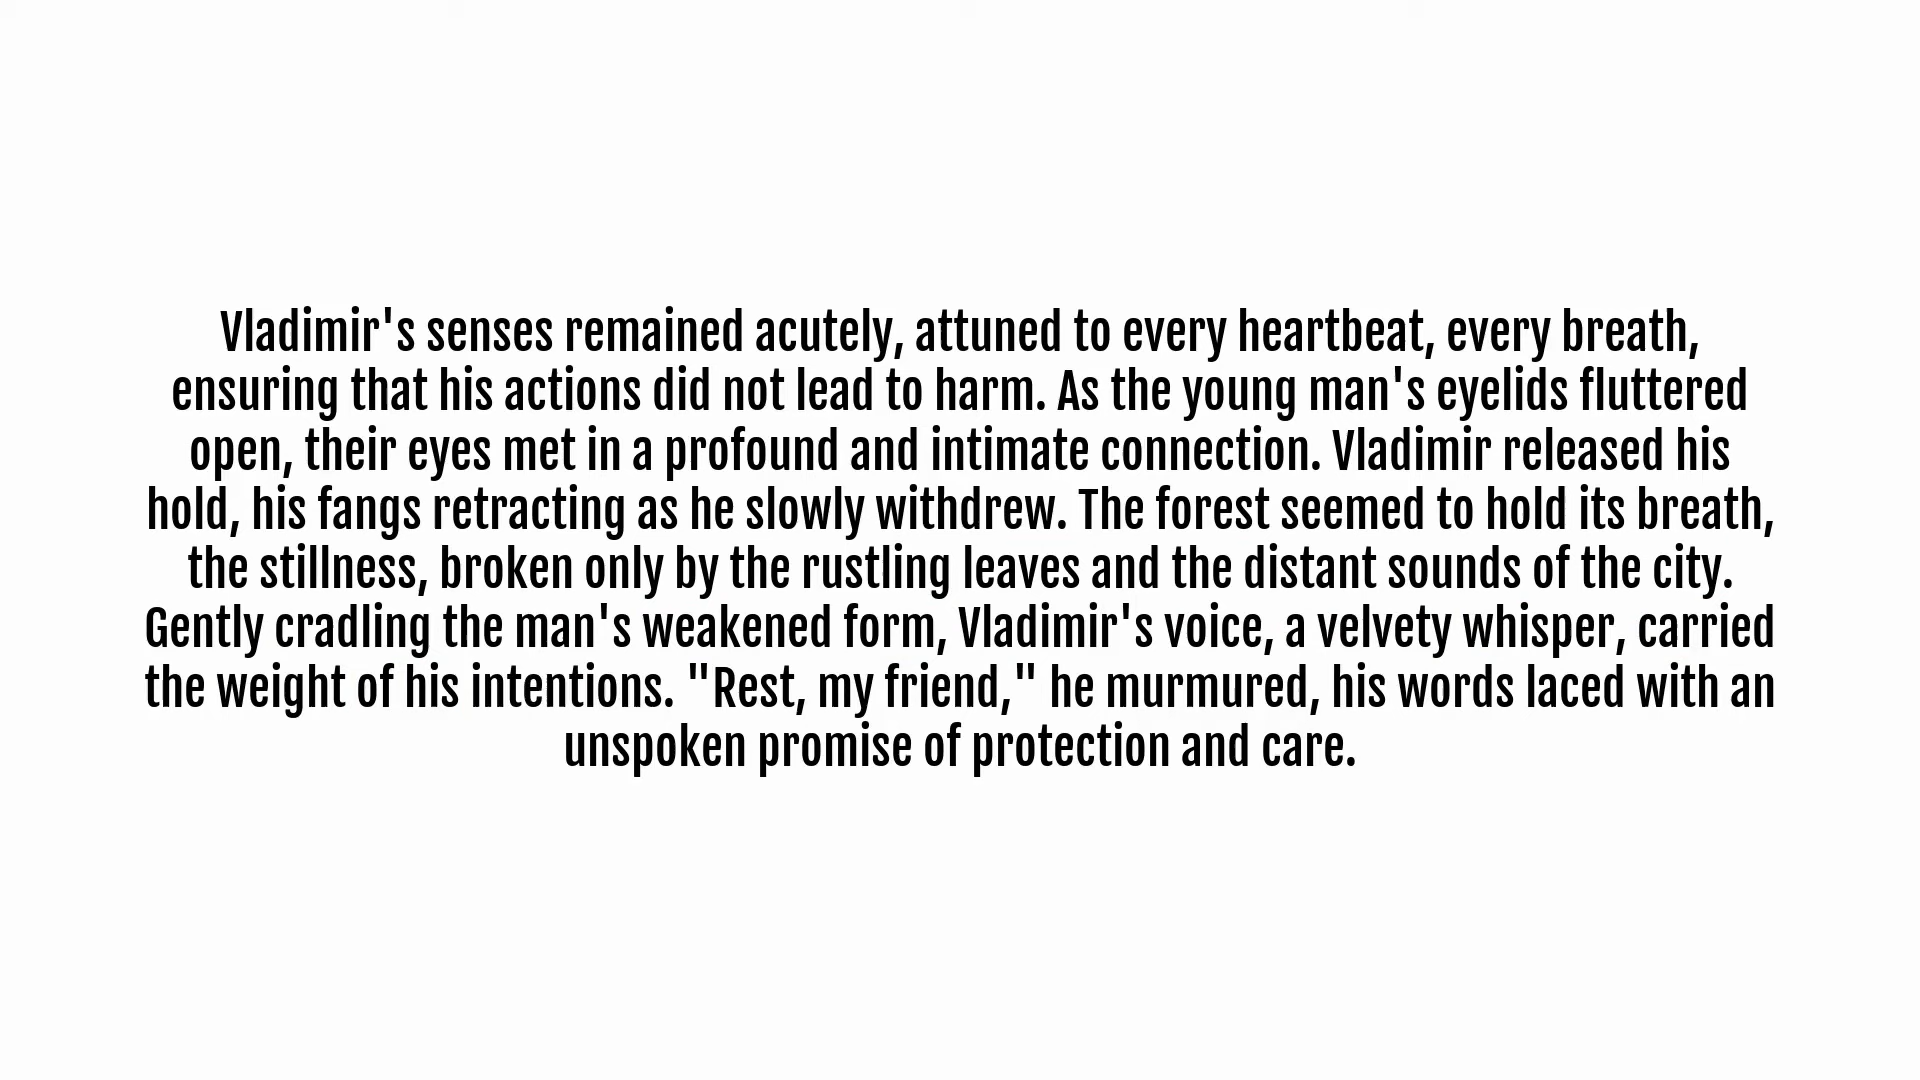 Vladimir's senses remained acutely, attuned to every heartbeat, every breath,
ensuring that his actions did not lead to harm. As the young man's eyelids fluttered
open, their eyes met in a profound and intimate connection. Vladimir released his
hold, his fangs retracting as he slowly withdrew. The forest seemed to hold its breath,
the stillness, broken only by the rustling leaves and the distant sounds of the city.
Gently cradling the man's weakened form, Vladimir's voice, a velvety whisper, carried
the weight of his intentions. "Rest, my friend," he murmured, his words laced with an
unspoken promise of protection and care.